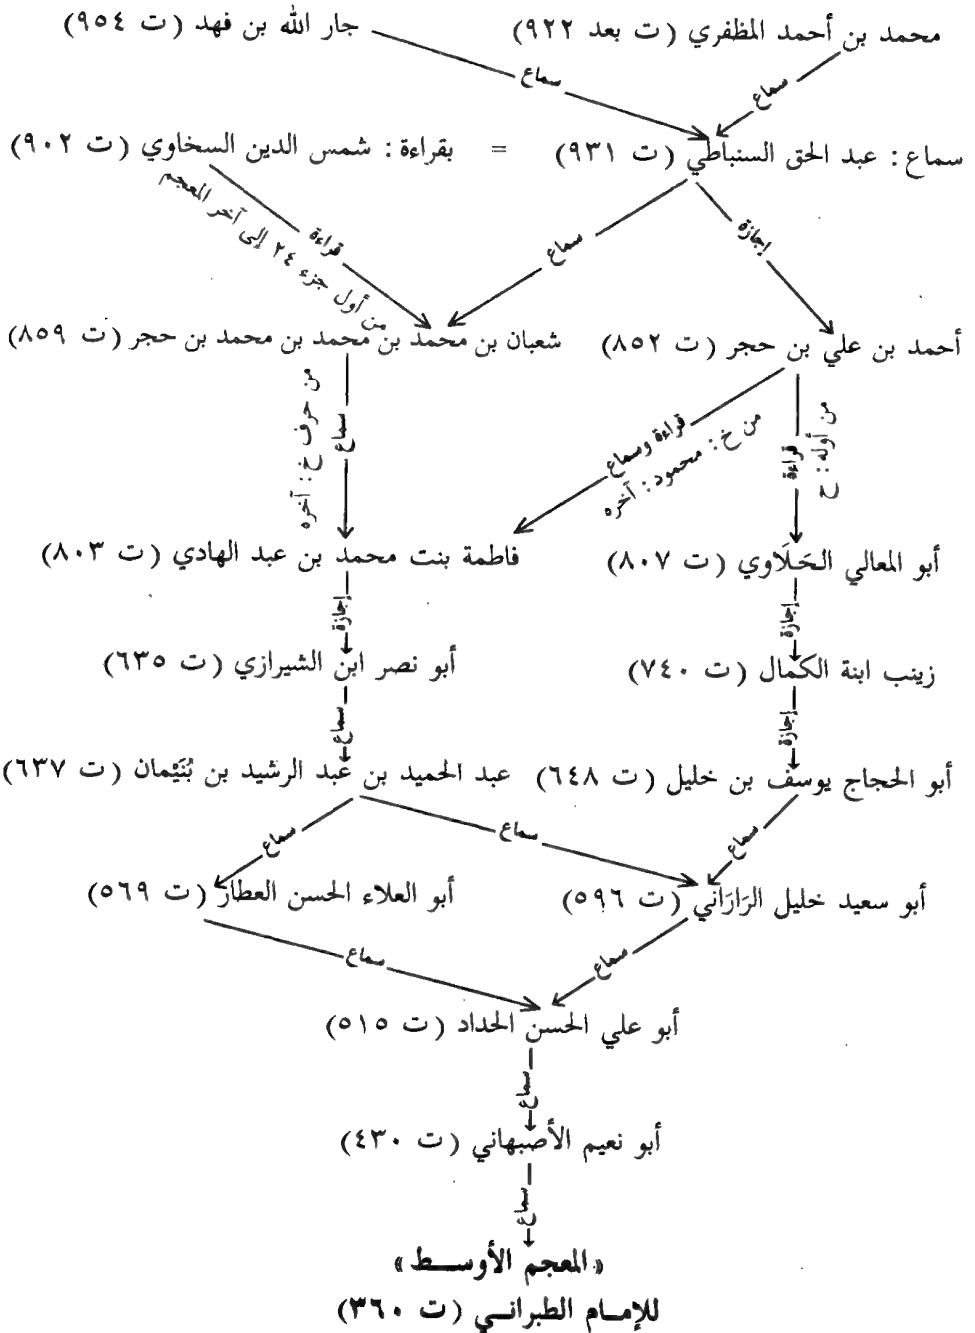 محمد بن أحمد المظفري (ت بعد ٩٢٢) جار الله بن فهد (ت ٩٥٤)
سماع سماع
سماع : عبد الحق السنباطي (ت ٩٣١) = بقراءة : شمس الدين السخاوي (ت ٩٠٢)
إجازة سماع قراءة
من أول جزء ٢٤ إلى آخر المعجم
أحمد بن علي بن حجر (ت ٨٥٢) شعبان بن محمد بن محمد بن محمد بن حجر (ت ٨٥٩)
من أوله : ح
قراءة
قراءة وسماع
من خ : محمود : آخره
سماع
من حرف خ : آخره
أبو المعالي الحَلَاوي (ت ٨٠٧) فاطمة بنت محمد بن عبد الهادي (ت ٨٠٣)
إجازة إجازة
زينب ابنة الكمال (ت ٧٤٠) أبو نصر ابن الشيرازي (ت ٦٣٥)
إجازة سماع
أبو الحجاج يوسف بن خليل (ت ٦٤٨) عبد الحميد بن عبد الرشيد بن بُنَيْمان (ت ٦٣٧)
سماع سماع سماع
أبو سعيد خليل الرَارَاني (ت ٥٩٦) أبو العلاء الحسن العطار (ت ٥٦٩)
سماع سماع
أبو علي الحسن الحداد (ت ٥١٥)
سماع
أبو نعيم الأصبهاني (ت ٤٣٠)
سماع
«المعجم الأوسـط»
للإمـام الطبرانـي (ت ٣٦٠)